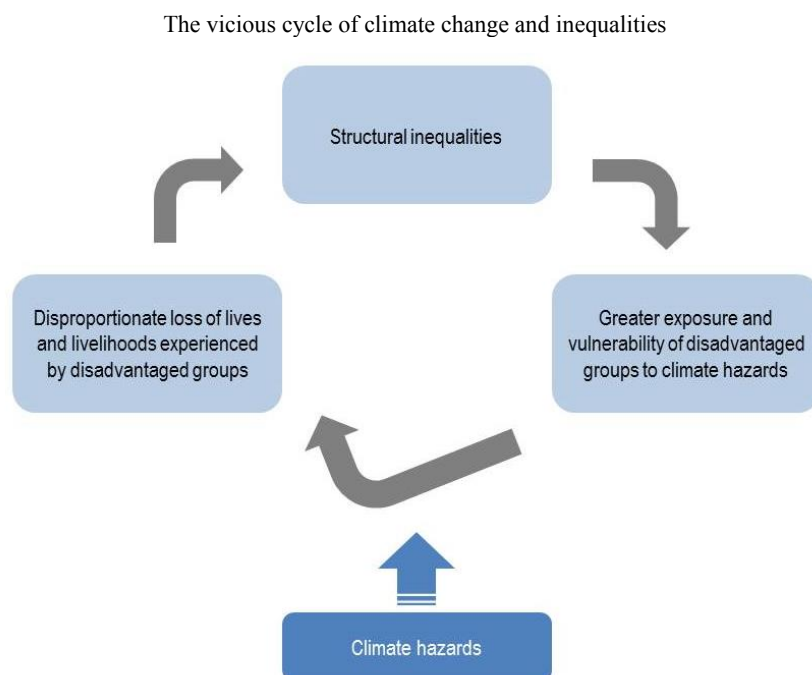 The vicious cycle of climate change and inequalities
Structural inequalities
Disproportionate loss of lives
and livelihoods experienced
by disadvantaged groups
Greater exposure and
vulnerability of disadvantaged
groups to climate hazards
Climate hazards